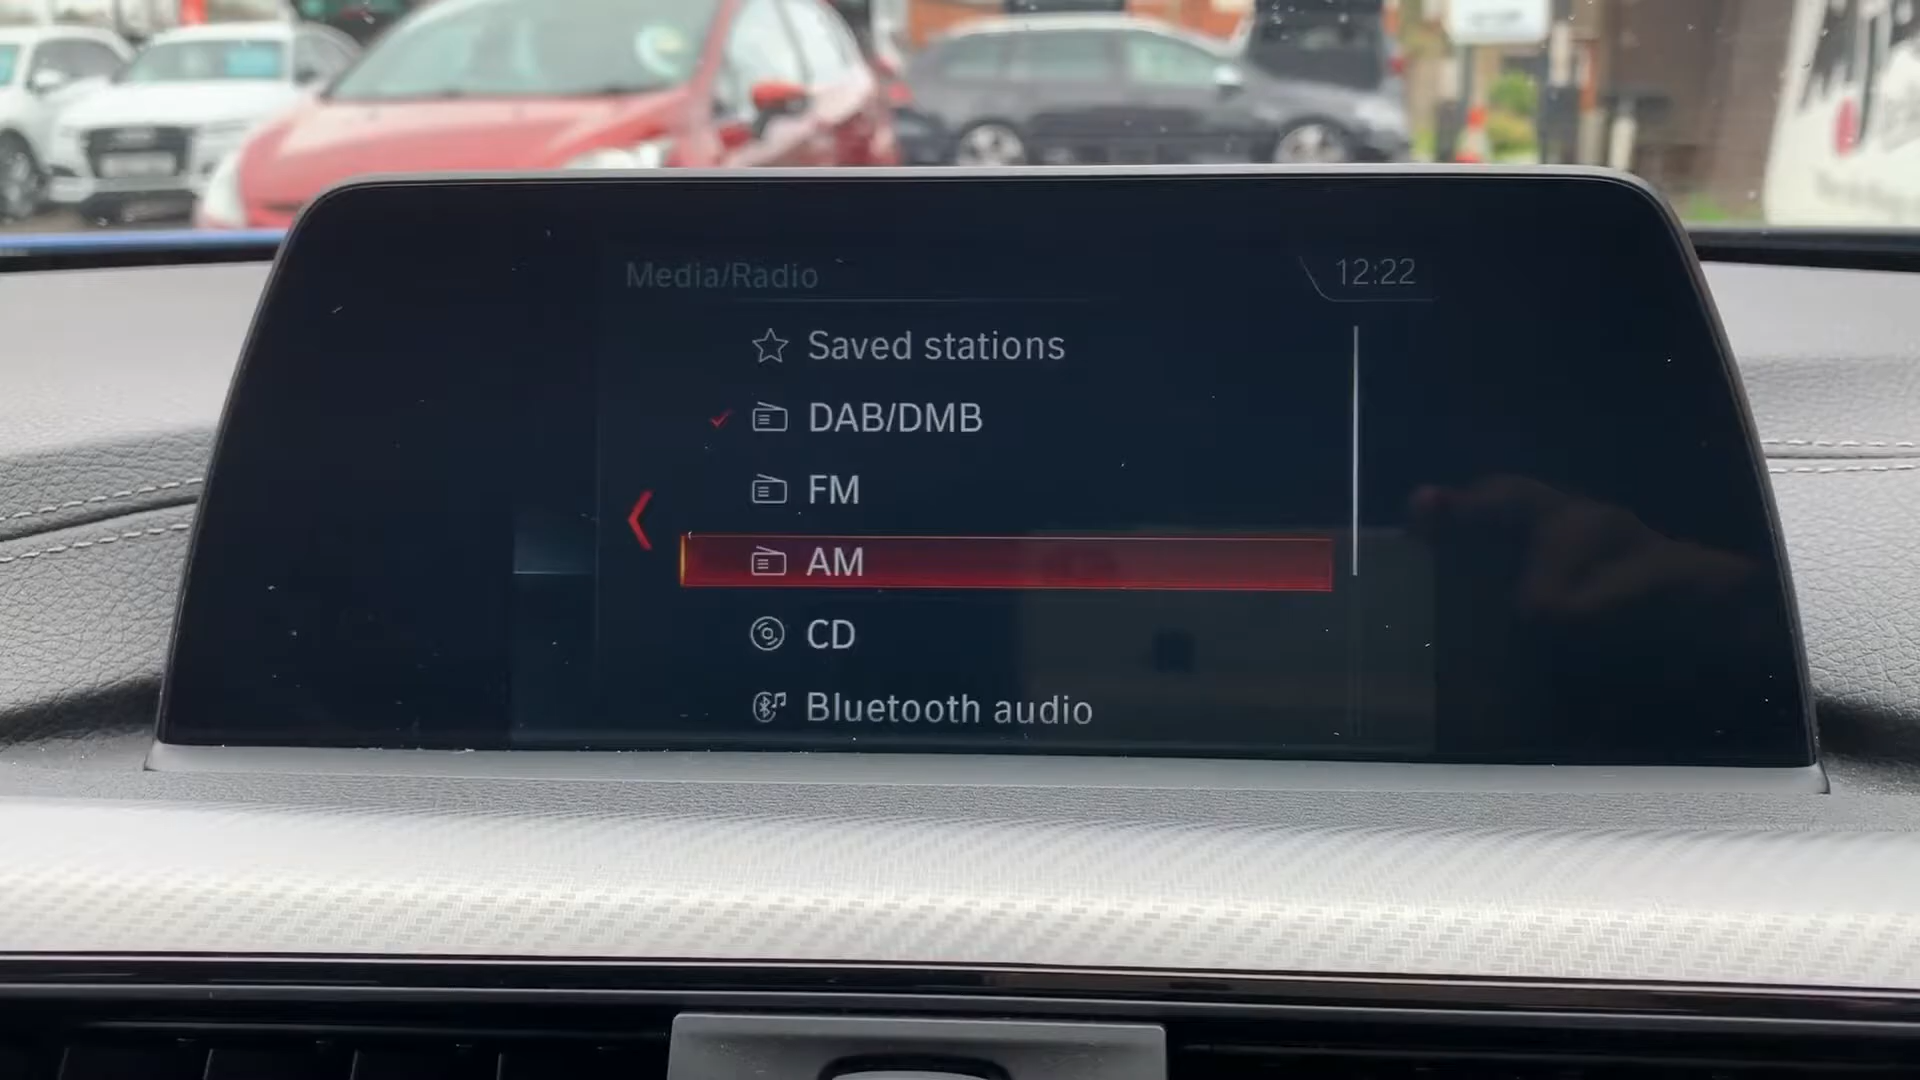 Media/Radio
12:22
Saved stations
DAB/DMB
FM
AM
CD
Bluetooth audio